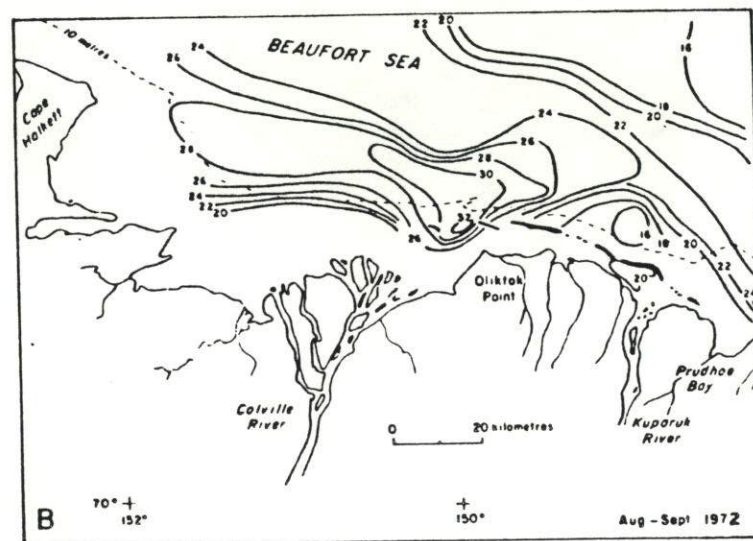 22
20
16
10 metres
24
26
BEAUFORT SEA
Cape
Halkett
18
20
22
24
26
28
28
30
26
24
22
20
32
26
16
18
20
22
24
20
Oliktok
Point
Colville
River
0 20 kilometres
Prudhoe
Bay
Kuparuk
River
70°
152°
150°
B
Aug - Sept 1972